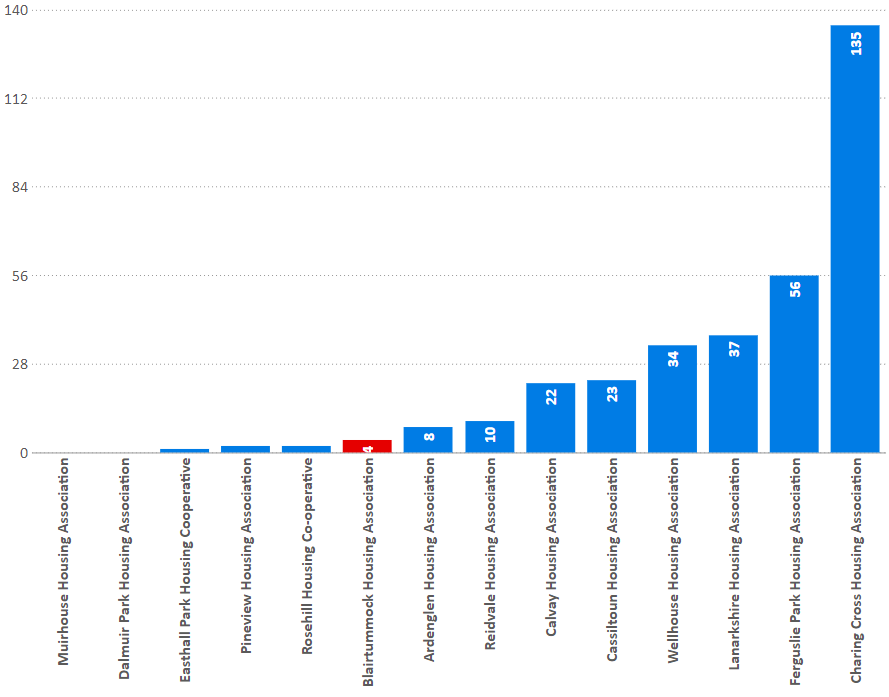 140
112
84
56
28
0
4
8
10
22
23
34
37
56
135
Muirhouse Housing Association
Dalmuir Park Housing Association
Easthall Park Housing Cooperative
Pineview Housing Association
Rosehill Housing Co-operative
Blairtummock Housing Association
Ardenglen Housing Association
Reidvale Housing Association
Calvay Housing Association
Cassiltoun Housing Association
Wellhouse Housing Association
Lanarkshire Housing Association
Ferguslie Park Housing Association
Charing Cross Housing Association